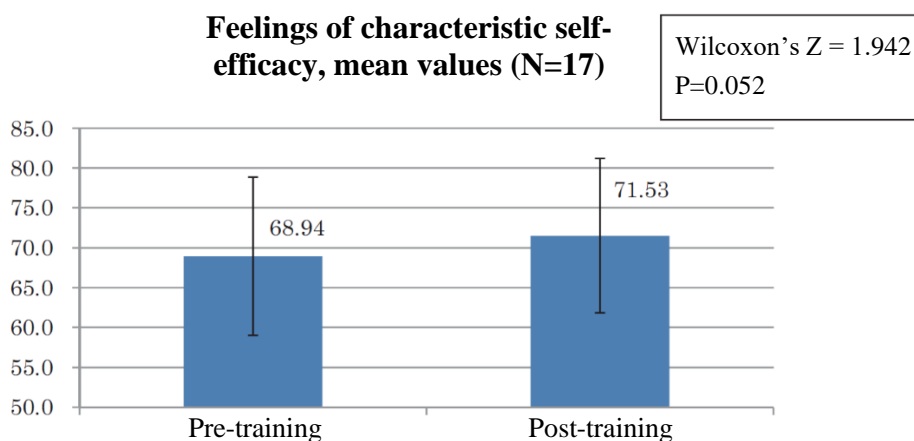 Feelings of characteristic self-
efficacy, mean values (N=17)
Wilcoxon's Z = 1.942
P=0.052
85.0
80.0
75.0
70.0
65.0
60.0
55.0
50.0
68.94
71.53
Pre-training
Post-training